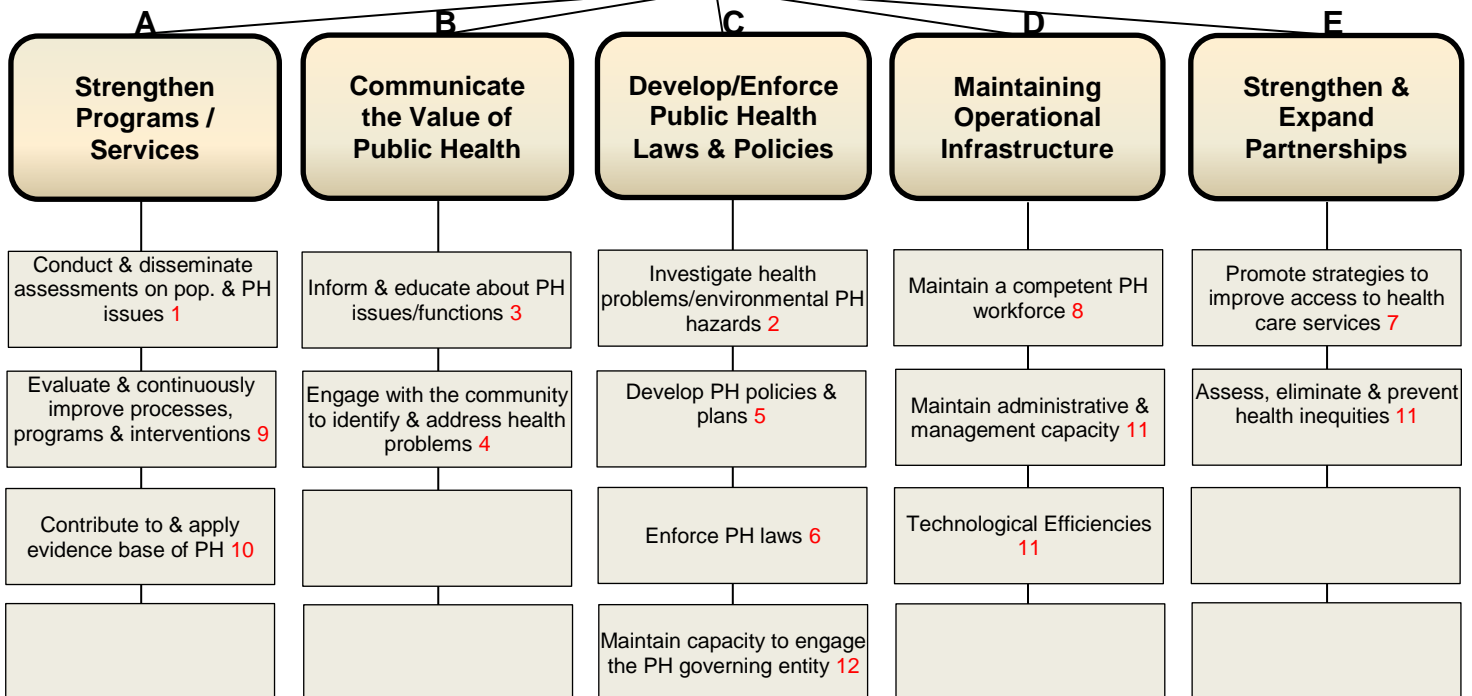 A
Strengthen
Programs /
Services
Conduct & disseminate
assessments on pop. & PH
issues 1
Evaluate & continuously
improve processes,
programs & interventions 9
Contribute to & apply
evidence base of PH 10
B
Communicate
the Value of
Public Health
Inform & educate about PH
issues/functions 3
Engage with the community
to identify & address health
problems 4
C
Develop/Enforce
Public Health
Laws & Policies
Investigate health
problems/environmental PH
hazards 2
Develop PH policies &
plans 5
Enforce PH laws 6
Maintain capacity to engage
the PH governing entity 12
D
Maintaining
Operational
Infrastructure
Maintain a competent PH
workforce 8
Maintain administrative &
management capacity 11
Technological Efficiencies
11
E
Strengthen &
Expand
Partnerships
Promote strategies to
improve access to health
care services 7
Assess, eliminate & prevent
health inequities 11